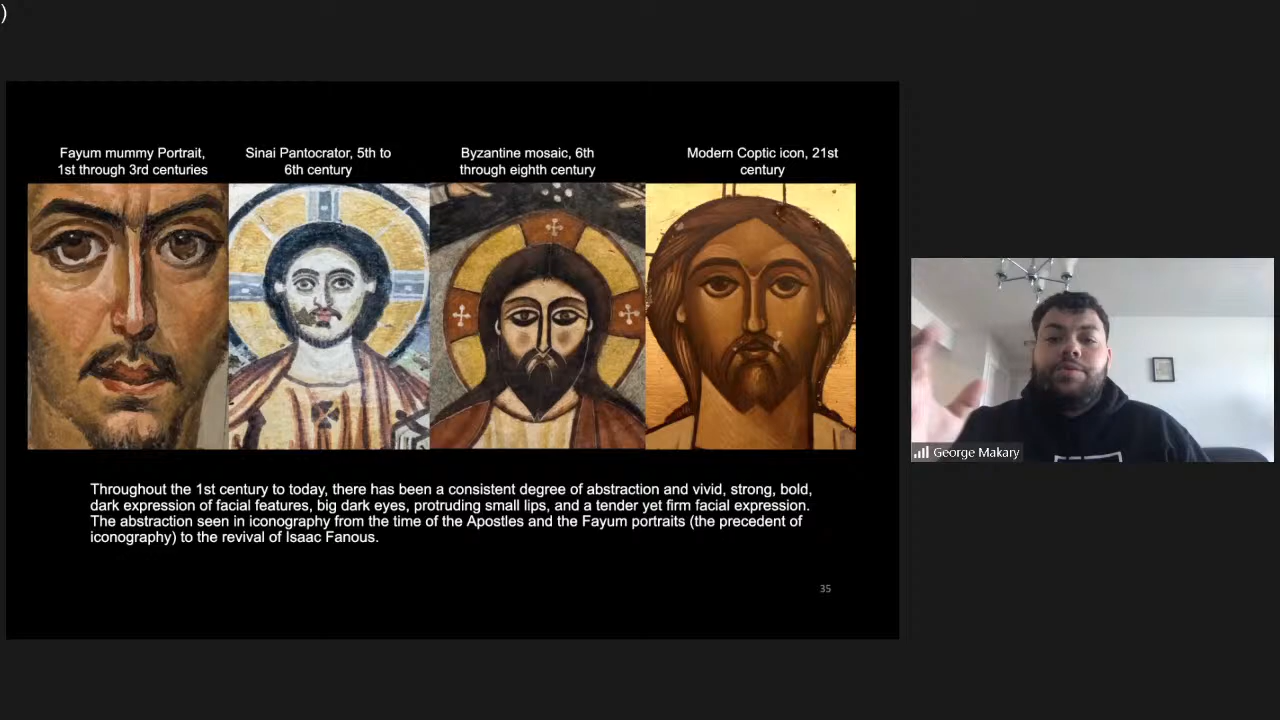 )
Fayum mummy Portrait,
1st through 3rd centuries
Sinai Pantocrator, 5th to
6th century
Byzantine mosaic, 6th
through eighth century
Modern Coptic icon, 21st
century
Throughout the 1st century to today, there has been a consistent degree of abstraction and vivid, strong, bold,
dark expression of facial features, big dark eyes, protruding small lips, and a tender yet firm facial expression.
The abstraction seen in iconography from the time of the Apostles and the Fayum portraits (the precedent of
iconography) to the revival of Isaac Fanous.
35
George Makary